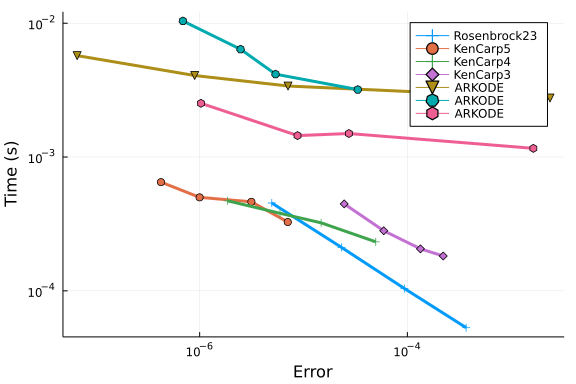 10⁻²
10⁻³
10⁻⁴
Time (s)
Rosenbrock23
KenCarp5
KenCarp4
KenCarp3
ARKODE
ARKODE
ARKODE
10⁻⁶
10⁻⁴
Error